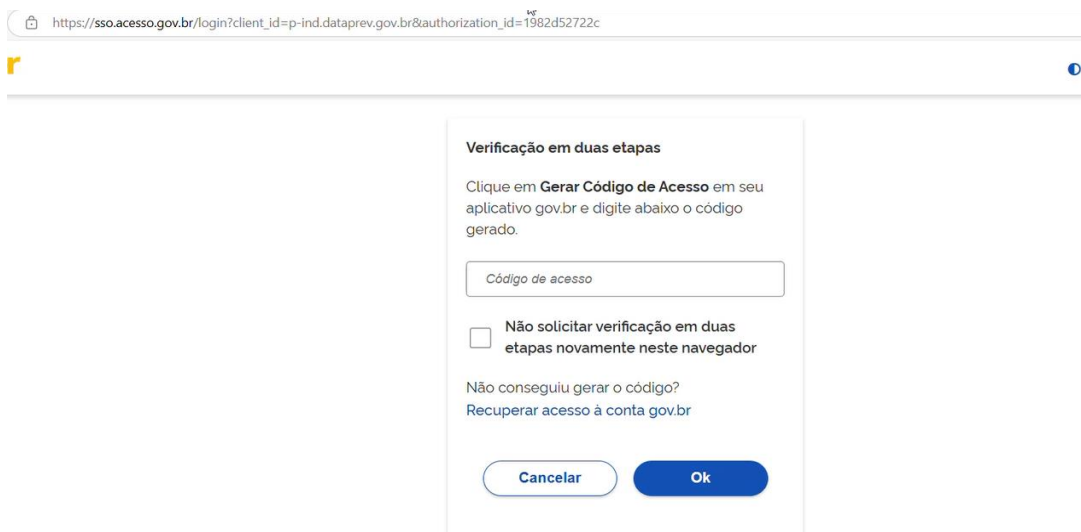 https://sso.acesso.gov.br/login?client_id=p-ind.dataprev.gov.br&authorization_id=1982d52722c
r
Verificação em duas etapas
Clique em Gerar Código de Acesso em seu
aplicativo gov.br e digite abaixo o código
gerado.
Código de acesso
Não solicitar verificação em duas
etapas novamente neste navegador
Não conseguiu gerar o código?
Recuperar acesso à conta gov.br
Cancelar
Ok